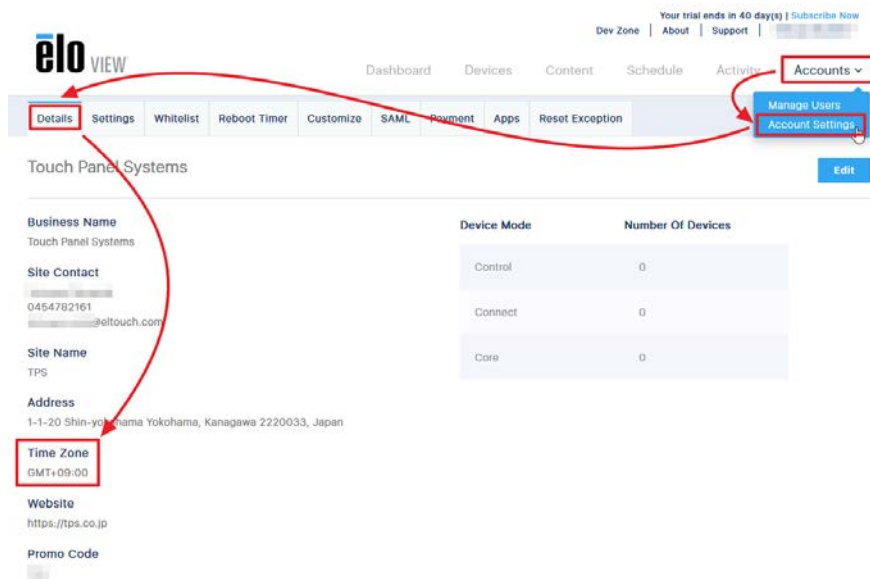 Your trial ends in 40 day(s) | Subscribe Now
Dev Zone | About | Support |
ēlo VIEW
Dashboard Devices Content Schedule Activity Accounts
Manage Users
Account Settings
Details Settings Whitelist Reboot Timer Customize SAML Payment Apps Reset Exception
Touch Panel Systems
Edit
Business Name
Touch Panel Systems
Site Contact
0454782161
@eltouch.com
Site Name
TPS
Address
1-1-20 Shin-yokohama Yokohama, Kanagawa 2220033, Japan
Time Zone
GMT+09:00
Website
https://tps.co.jp
Promo Code
Device Mode Number Of Devices
Control 0
Connect 0
Core 0